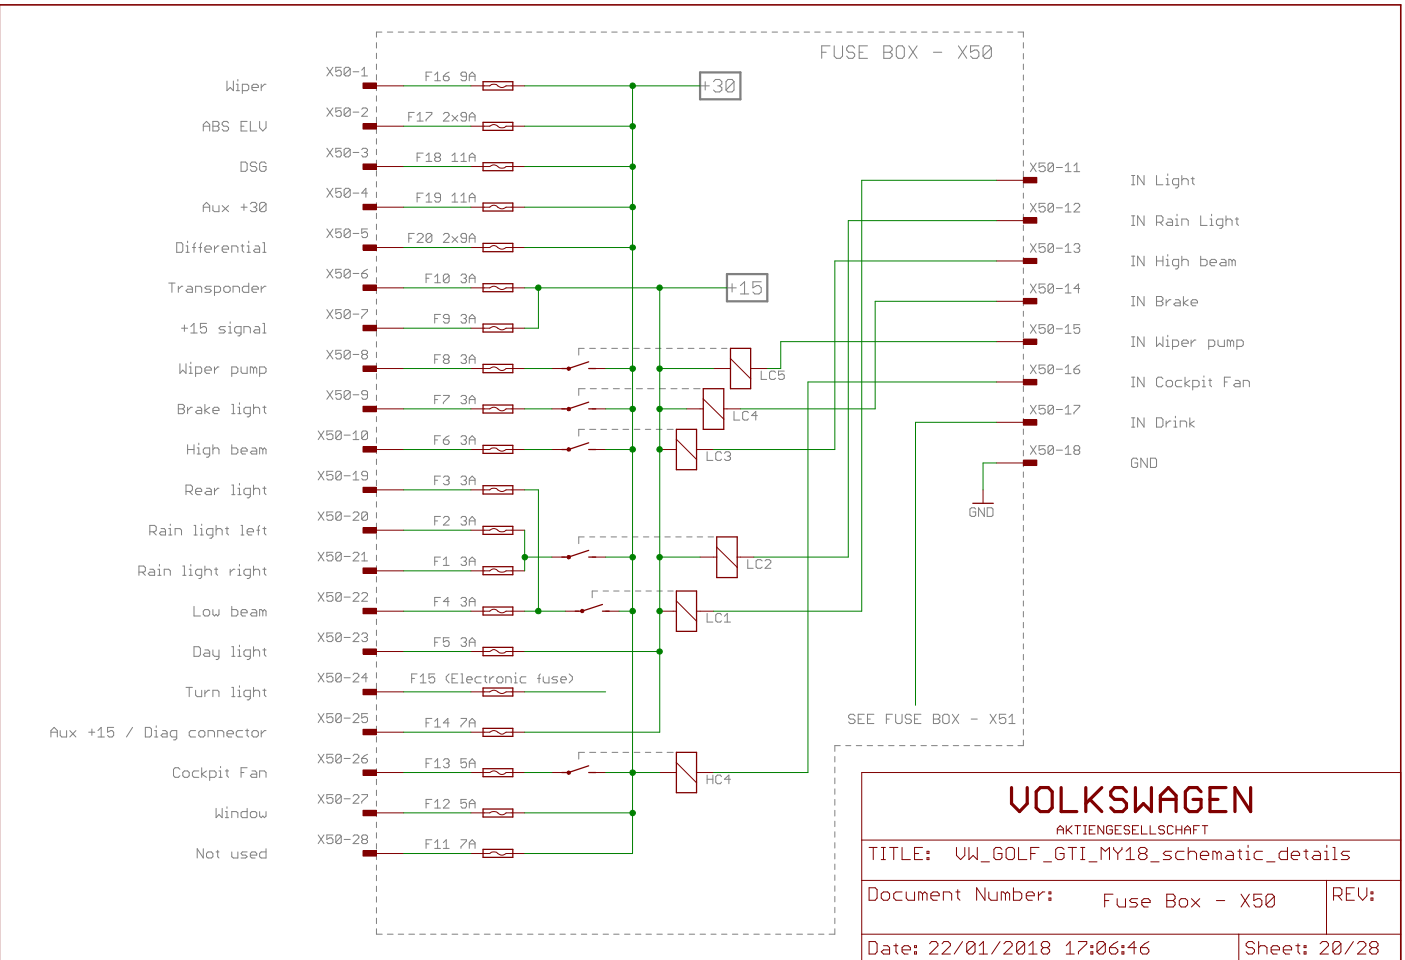 FUSE BOX - X50
Wiper X50-1 F16 9A +30
ABS ELV X50-2 F17 2x9A
DSG X50-3 F18 11A
X50-11 IN Light
Aux +30 X50-4 F19 11A
X50-12 IN Rain Light
Differential X50-5 F20 2x9A
X50-13 IN High beam
Transponder X50-6 F10 3A +15
X50-14 IN Brake
+15 signal X50-7 F9 3A
X50-15 IN Wiper pump
Wiper pump X50-8 F8 3A LC5
X50-16 IN Cockpit Fan
Brake light X50-9 F7 3A LC4
X50-17 IN Drink
High beam X50-10 F6 3A LC3
X50-18 GND
Rear light X50-19 F3 3A
GND
Rain light left X50-20 F2 3A
LC2
Rain light right X50-21 F1 3A
Low beam X50-22 F4 3A LC1
Day light X50-23 F5 3A
Turn light X50-24 F15 (Electronic fuse)
SEE FUSE BOX - X51
Aux +15 / Diag connector X50-25 F14 7A
Cockpit Fan X50-26 F13 5A HC4
Window X50-27 F12 5A
Not used X50-28 F11 7A
VOLKSWAGEN
AKTIENGESELLSCHAFT
TITLE: VW_GOLF_GTI_MY18_schematic_details
Document Number: Fuse Box - X50 REV:
Date: 22/01/2018 17:06:46 Sheet: 20/28